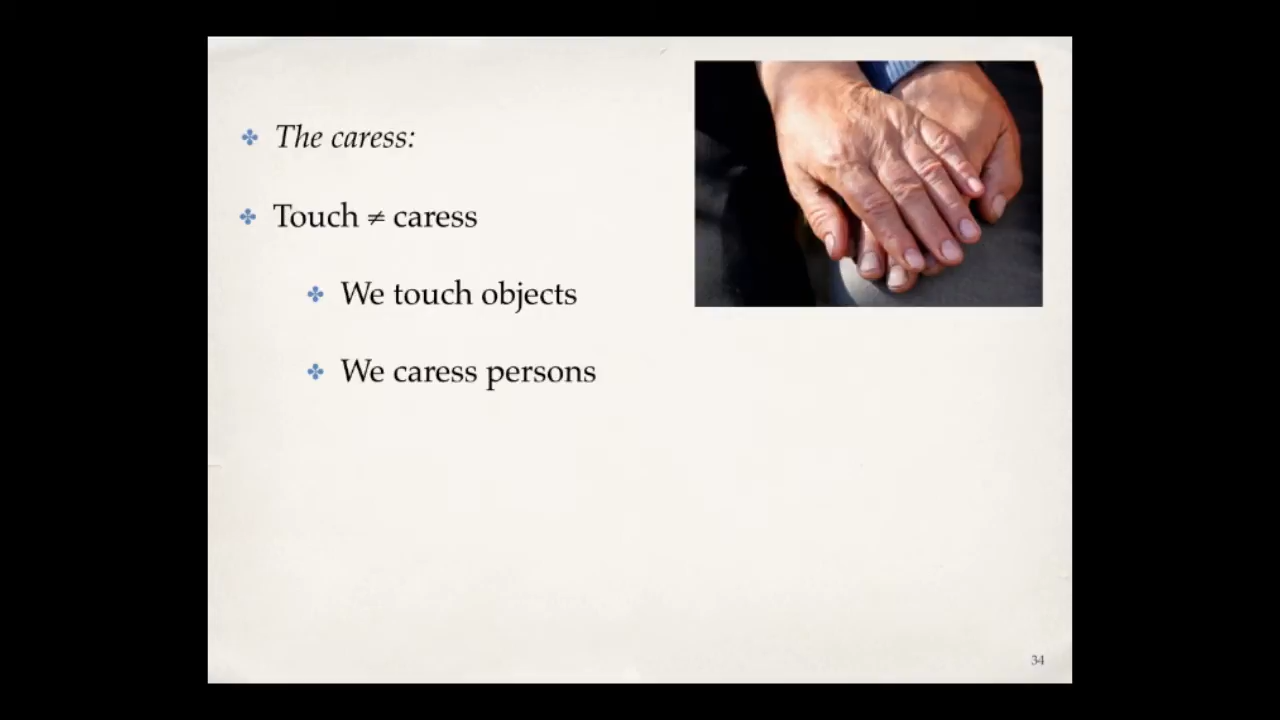 The caress:
Touch ≠ caress
We touch objects
We caress persons
34